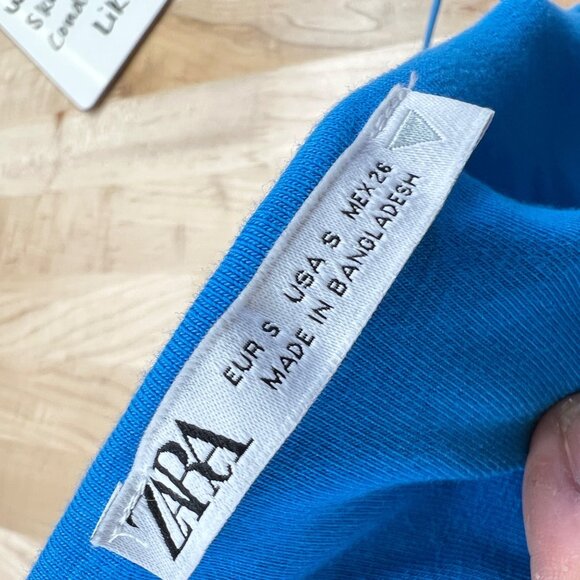 ZARA
EUR S USA S MEX 26
MADE IN BANGLADESH